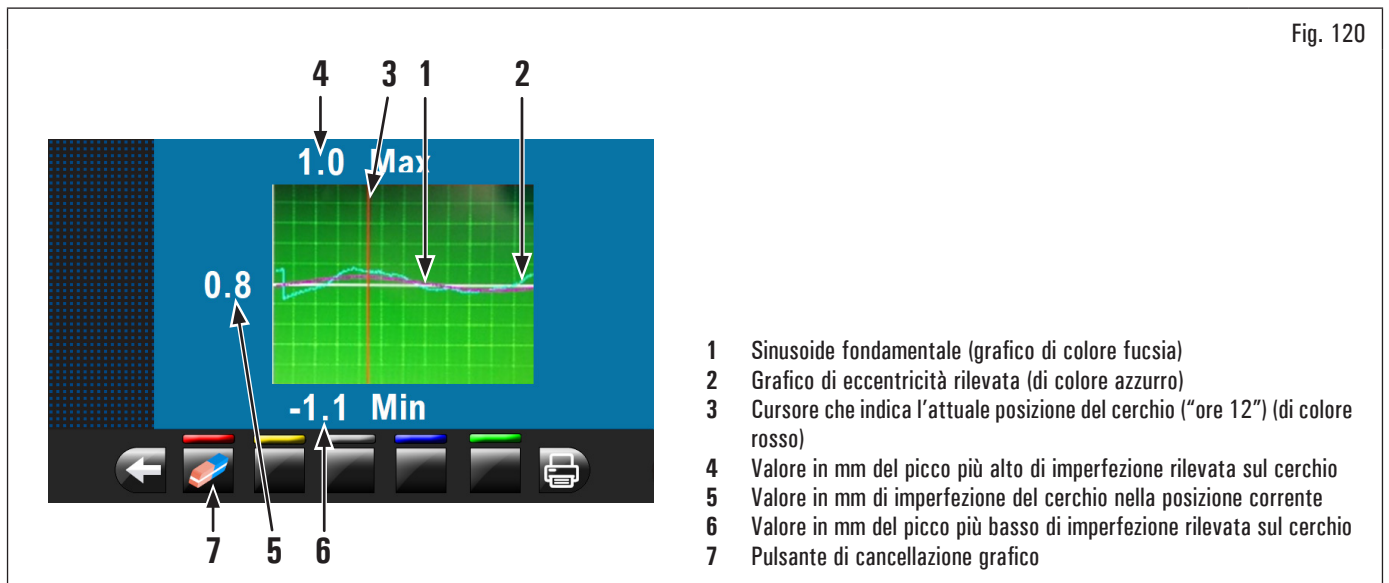 Fig. 120
4 3 1 2
1.0 Max
0.8
-1.1 Min
7 5 6
1 Sinusoide fondamentale (grafico di colore fucsia)
2 Grafico di eccentricità rilevata (di colore azzurro)
3 Cursore che indica l'attuale posizione del cerchio (“ore 12”) (di colore
rosso)
4 Valore in mm del picco più alto di imperfezione rilevata sul cerchio
5 Valore in mm di imperfezione del cerchio nella posizione corrente
6 Valore in mm del picco più basso di imperfezione rilevata sul cerchio
7 Pulsante di cancellazione grafico